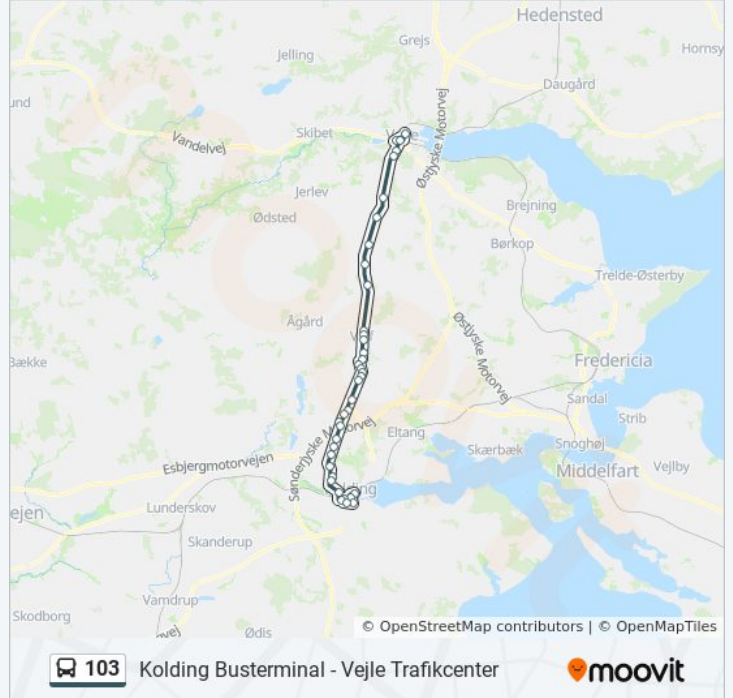 Hedensted
Grejs
Jelling
Hornsy
Daugård
und
Skibet
Vandelvej
Østjyske Motorvej
Jerlev
Brejning
Ødsted
Børkop
Trelde-Østerby
Ågård
Østjyske Motorvej
Bække
Fredericia
Sandal
Strib
Eltang
Snoghøj
Sønderjyske Motorvej
Skærbæk
Vejlby
Esbjergmotorvejen
Middelfart
ejen
Lunderskov
Skanderup
Vamdrup
Skodborg
vej
Ødis
© OpenStreetMap contributors | © OpenMapTiles
103 Kolding Busterminal - Vejle Trafikcenter
moovit